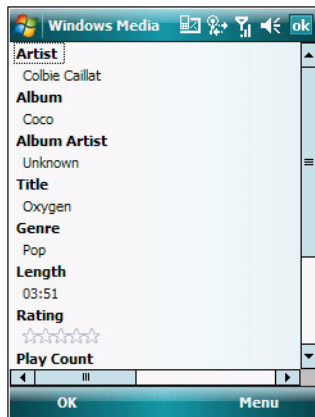 Windows Media ok
Artist
Colbie Caillat
Album
Coco
Album Artist
Unknown
Title
Oxygen
Genre
Pop
Length
03:51
Rating
Play Count
OK Menu